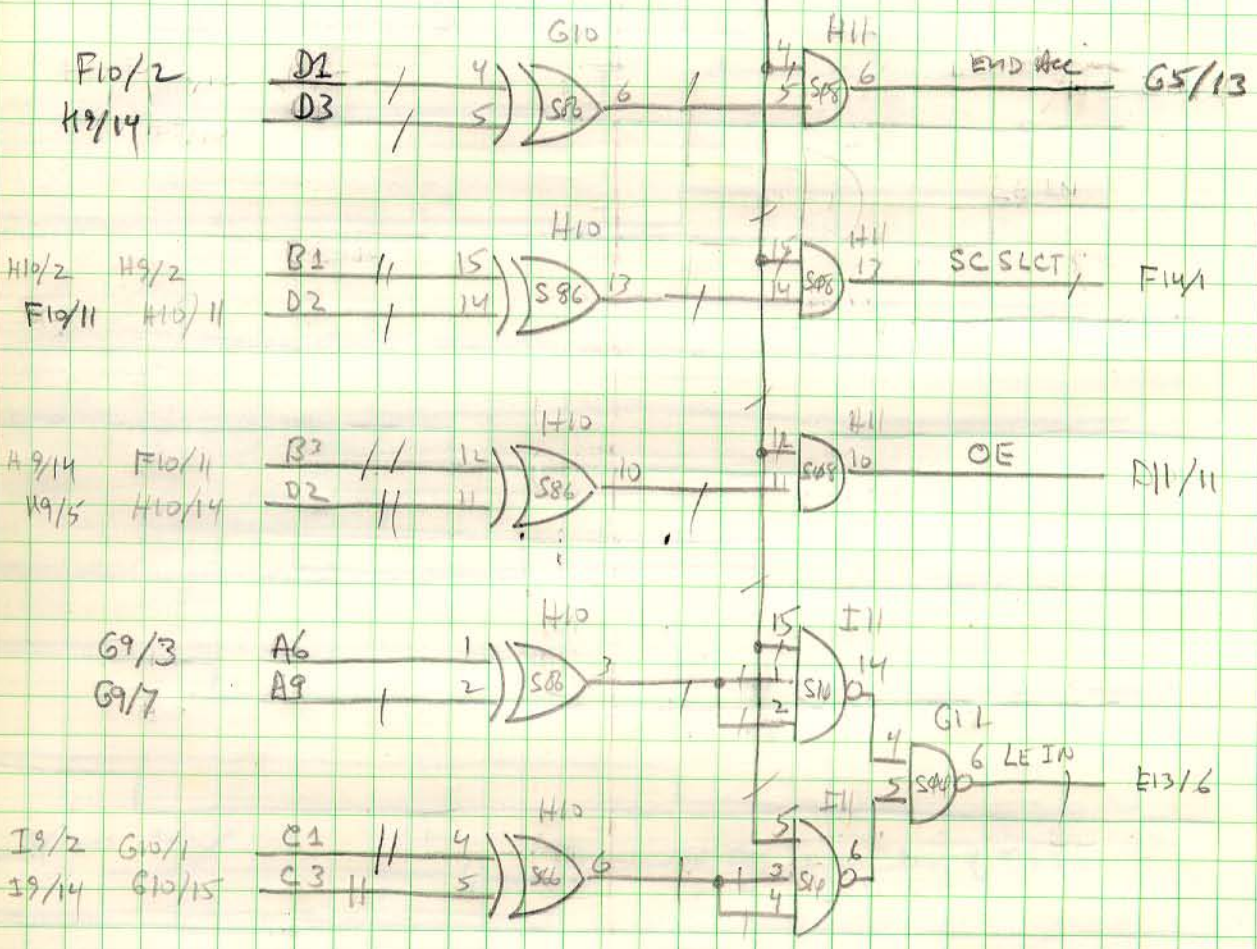 G10 H11
F10/2 D1 4 6 4 6 END Acc G5/13
H9/14 D3 5 S86 5 S08
H10 H11
H10/2 H9/2 B1 15 13 15 13 SC SLCT F14/1
F10/11 H10/11 D2 14 S86 14 S08
H10 H11
H9/14 F10/11 B3 12 10 12 10 OE D11/11
H9/5 H10/14 D2 11 S86 11 S08
H10 15 I11
G9/3 A6 1 3 1 14
G9/7 A9 2 S86 2 S10
4 6 LE IN E13/6
5
H10 5 I11
I9/2 G10/1 C1 4 6 3 6
I9/14 G10/15 C3 5 S86 4 S10